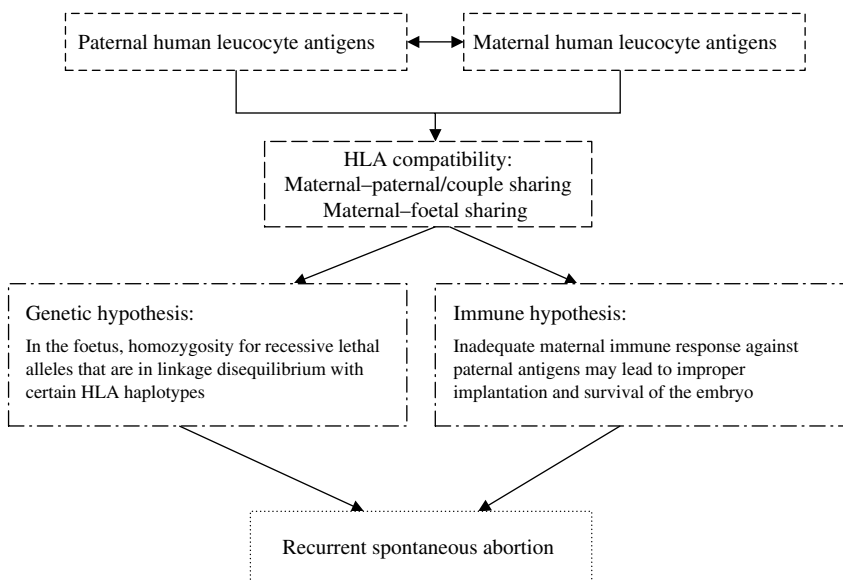 Paternal human leucocyte antigens
Maternal human leucocyte antigens
HLA compatibility:
Maternal–paternal/couple sharing
Maternal–foetal sharing
Genetic hypothesis:
In the foetus, homozygosity for recessive lethal
alleles that are in linkage disequilibrium with
certain HLA haplotypes
Immune hypothesis:
Inadequate maternal immune response against
paternal antigens may lead to improper
implantation and survival of the embryo
Recurrent spontaneous abortion